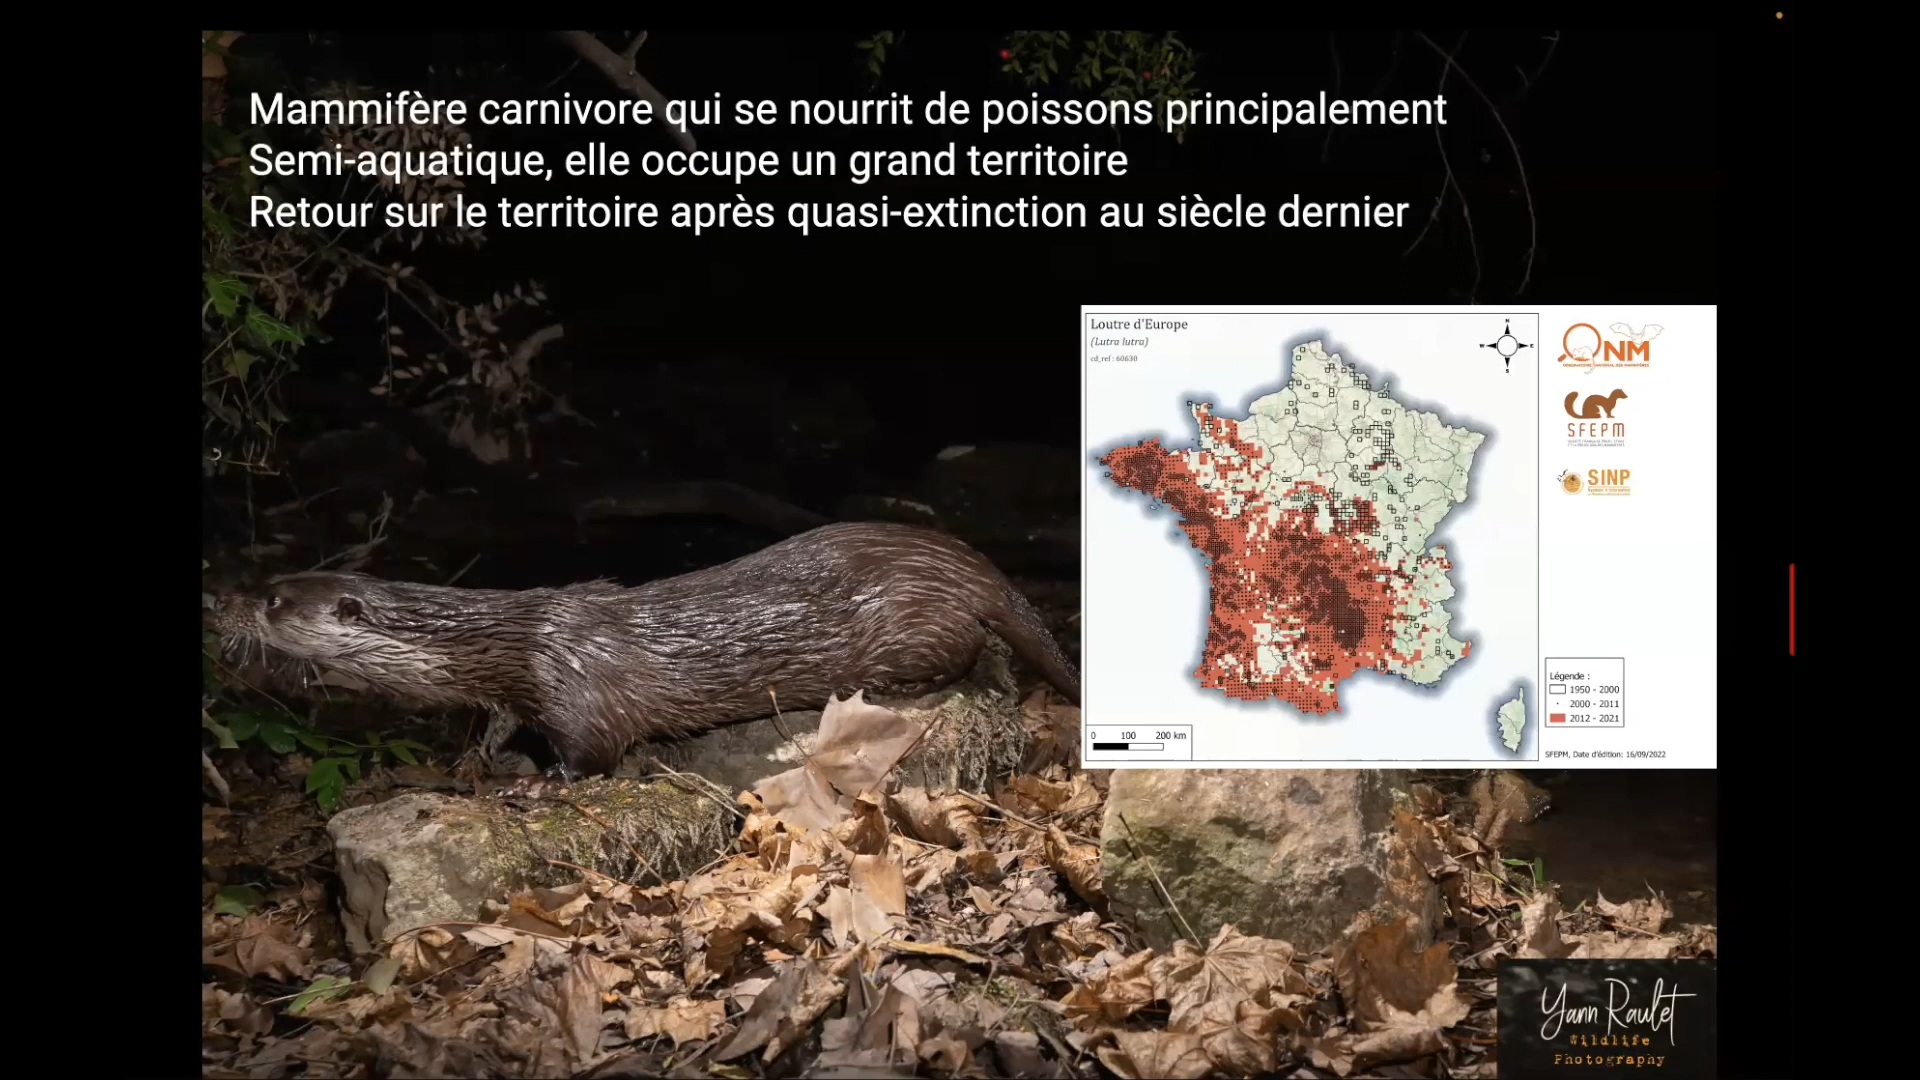 Mammifère carnivore qui se nourrit de poissons principalement
Semi-aquatique, elle occupe un grand territoire
Retour sur le territoire après quasi-extinction au siècle dernier
Loutre d'Europe
(Lutra lutra)
cd_ref : 60630
N
W
E
S
ONM
SFEPM
SINP
Légende :
1950 - 2000
2000 - 2011
2012 - 2021
0 100 200 km
SFEPM, Date d'édition: 16/09/2022
Yann Raulet
Wildlife
Photography